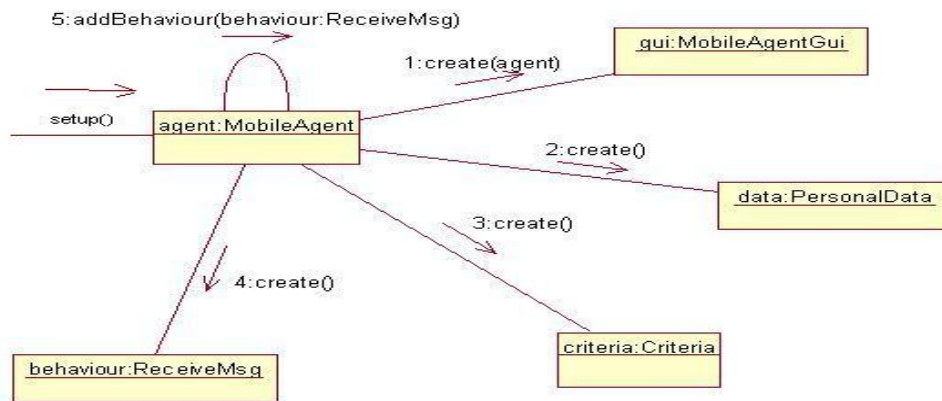 5:addBehaviour(behaviour:ReceiveMsg)
gui:MobileAgentGui
1:create(agent)
setup()
agent:MobileAgent
2:create()
data:PersonalData
3:create()
4:create()
criteria:Criteria
behaviour:ReceiveMsg